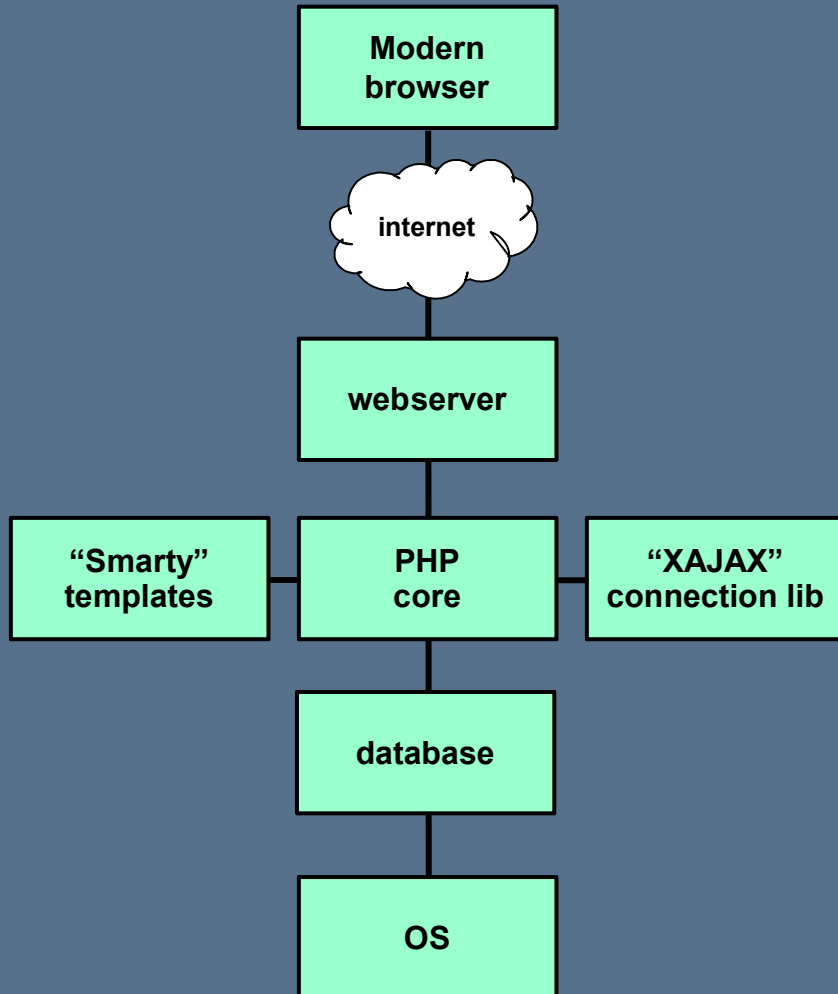 Modern
browser
internet
webserver
“Smarty”
templates
PHP
core
“XAJAX”
connection lib
database
OS